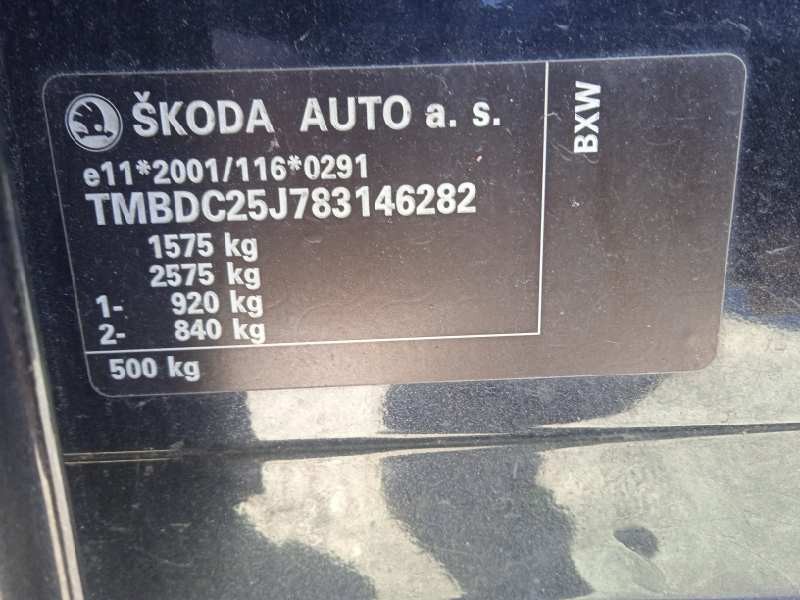 ŠKODA AUTO a. s.
e11*2001/116*0291
TMBDC25J783146282
1575 kg
2575 kg
1- 920 kg
2- 840 kg
500 kg
BXW